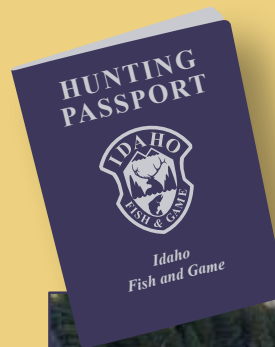 HUNTING
PASSPORT
IDAHO
FISH & GAME
Idaho
Fish and Game